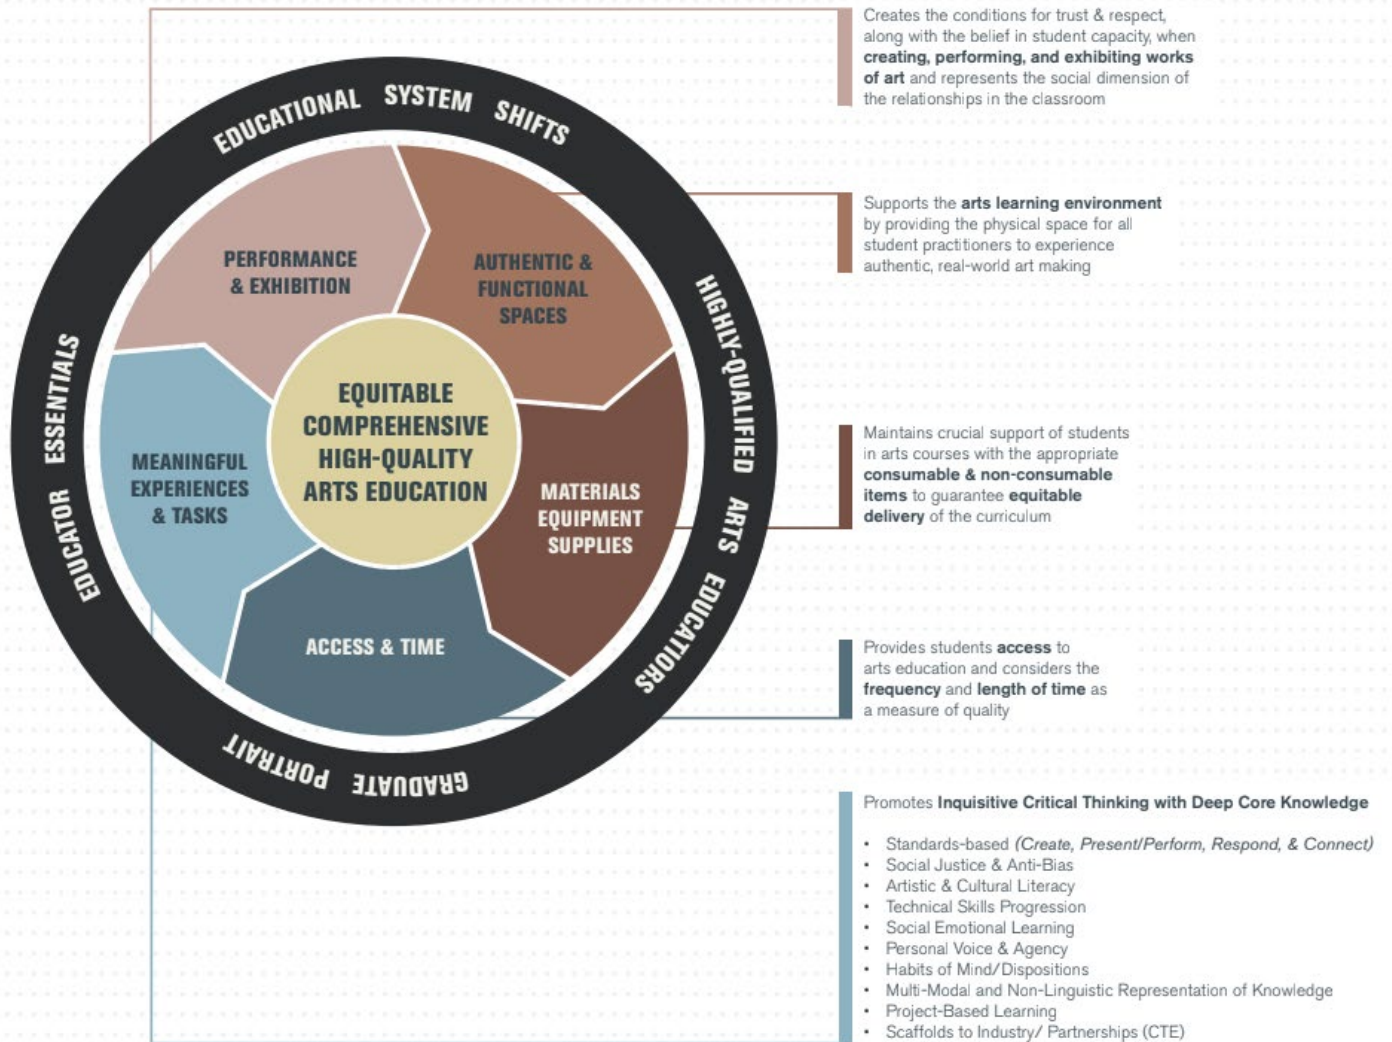 Creates the conditions for trust & respect,
along with the belief in student capacity, when
creating, performing, and exhibiting works
of art and represents the social dimension of
the relationships in the classroom
EDUCATIONAL SYSTEM SHIFTS
HIGHLY-QUALIFIED ARTS EDUCATIORS
GRADUATE PORTRAIT
EDUCATOR ESSENTIALS
PERFORMANCE
& EXHIBITION
AUTHENTIC &
FUNCTIONAL
SPACES
MATERIALS
EQUIPMENT
SUPPLIES
ACCESS & TIME
MEANINGFUL
EXPERIENCES
& TASKS
EQUITABLE
COMPREHENSIVE
HIGH-QUALITY
ARTS EDUCATION
Supports the arts learning environment
by providing the physical space for all
student practitioners to experience
authentic, real-world art making
Maintains crucial support of students
in arts courses with the appropriate
consumable & non-consumable
items to guarantee equitable
delivery of the curriculum
Provides students access to
arts education and considers the
frequency and length of time as
a measure of quality
Promotes Inquisitive Critical Thinking with Deep Core Knowledge
• Standards-based (Create, Present/Perform, Respond, & Connect)
• Social Justice & Anti-Bias
• Artistic & Cultural Literacy
• Technical Skills Progression
• Social Emotional Learning
• Personal Voice & Agency
• Habits of Mind/Dispositions
• Multi-Modal and Non-Linguistic Representation of Knowledge
• Project-Based Learning
• Scaffolds to Industry/ Partnerships (CTE)